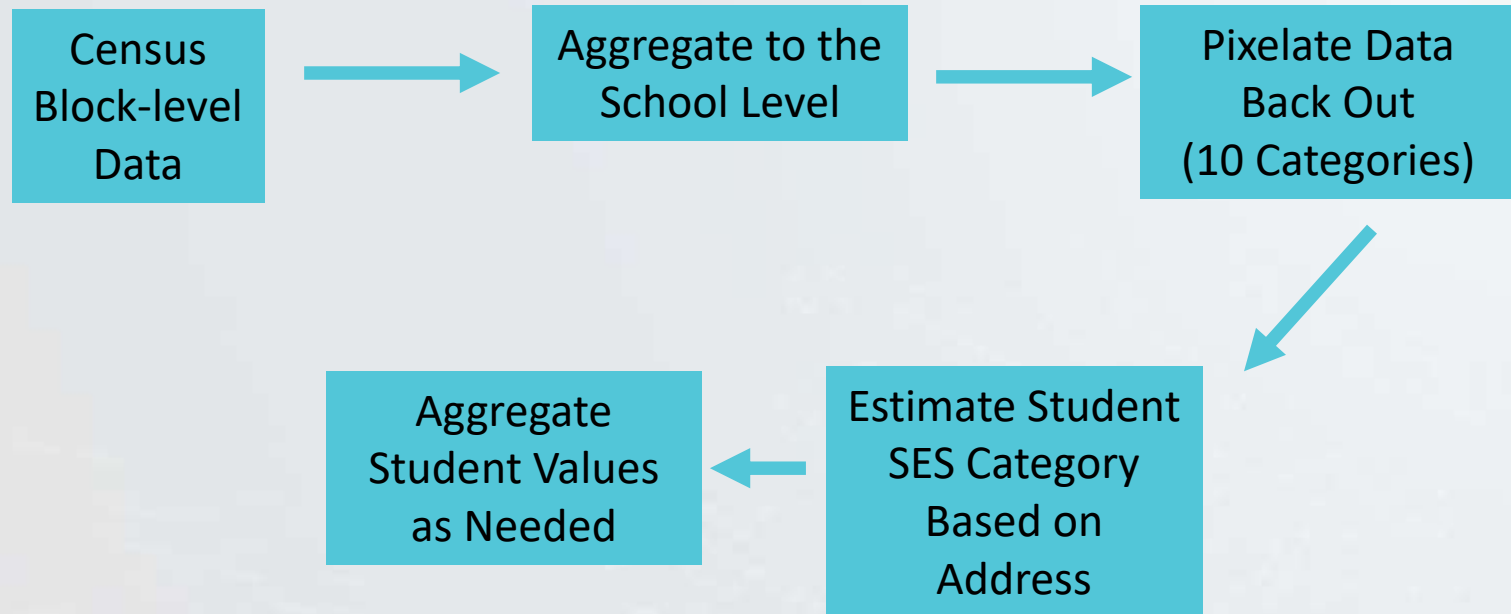 Census
Block-level
Data
Aggregate to the
School Level
Pixelate Data
Back Out
(10 Categories)
Estimate Student
SES Category
Based on
Address
Aggregate
Student Values
as Needed